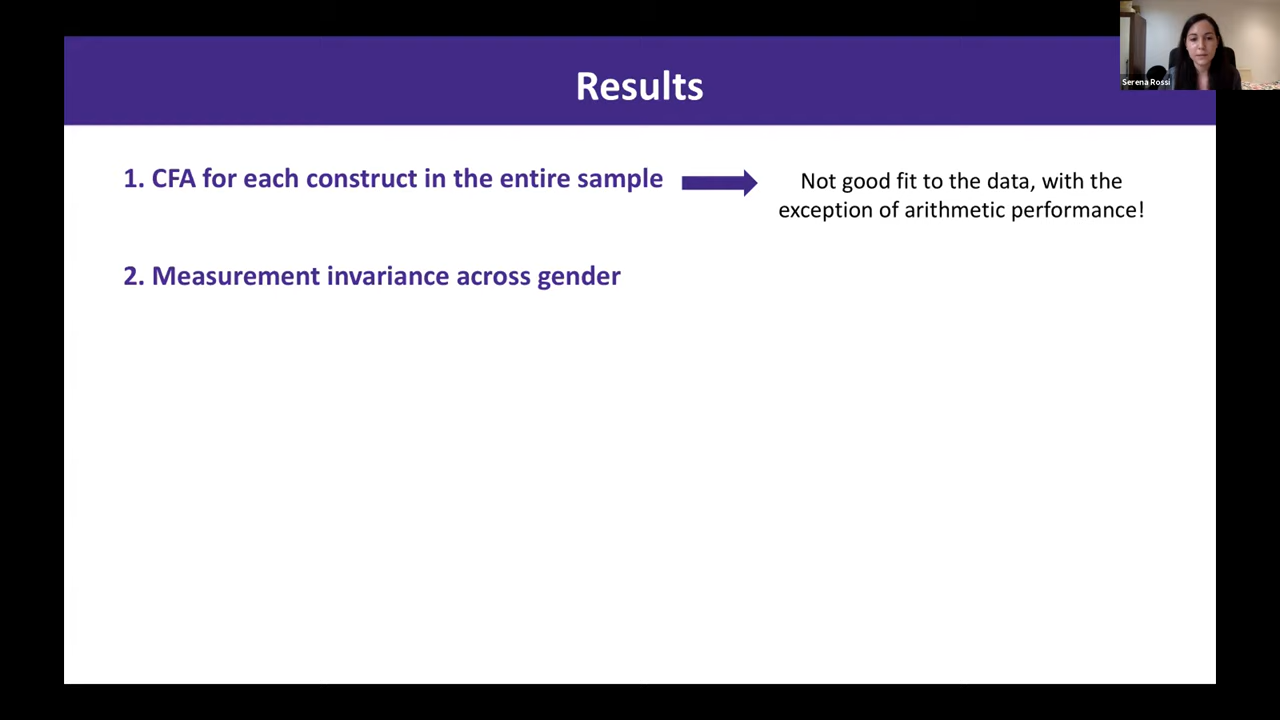 Results
Serena Rossi
1. CFA for each construct in the entire sample
Not good fit to the data, with the
exception of arithmetic performance!
2. Measurement invariance across gender